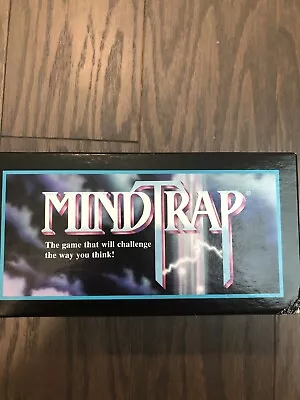 MINDTRAP®
The game that will challenge
the way you think!